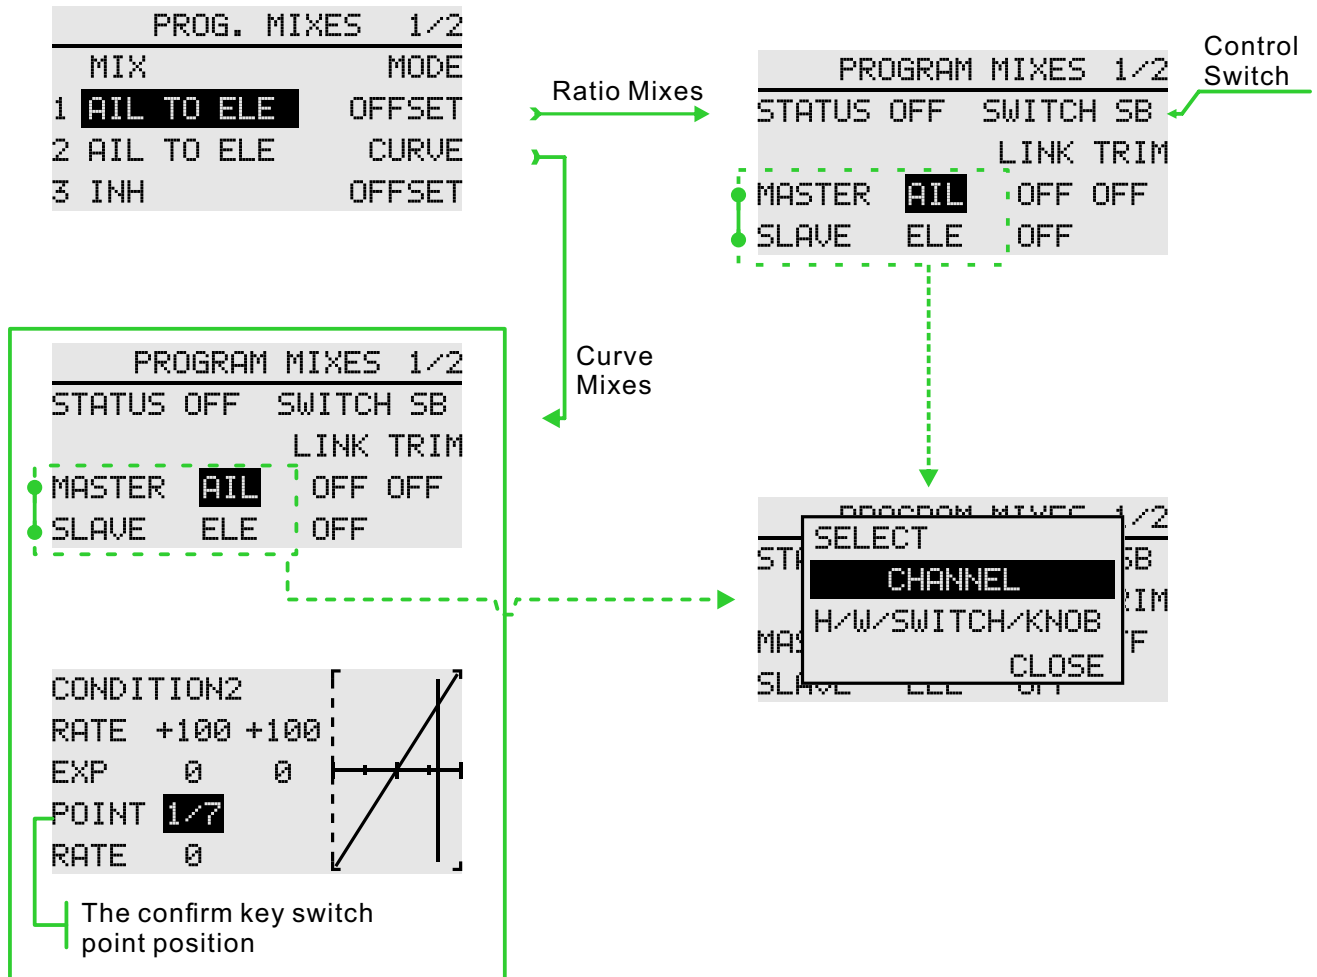 PROG. MIXES 1/2
MIX MODE
1 AIL TO ELE OFFSET
2 AIL TO ELE CURVE
3 INH OFFSET
Ratio Mixes
Control
Switch
PROGRAM MIXES 1/2
STATUS OFF SWITCH SB
LINK TRIM
MASTER AIL OFF OFF
SLAVE ELE OFF
Curve
Mixes
PROGRAM MIXES 1/2
STATUS OFF SWITCH SB
LINK TRIM
MASTER AIL OFF OFF
SLAVE ELE OFF
PROGRAM MIXES 1/2
SELECT
CHANNEL
H/W/SWITCH/KNOB
CLOSE
CONDITION2
RATE +100 +100
EXP 0 0
POINT 1/7
RATE 0
The confirm key switch
point position